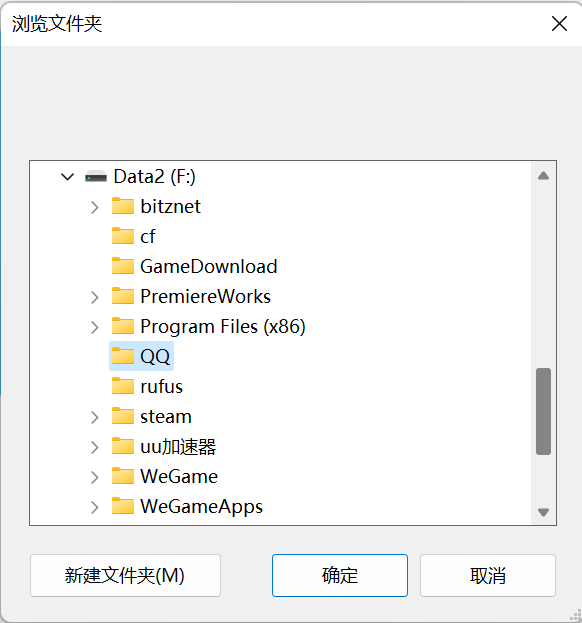 浏览文件夹
Data2 (F:)
bitznet
cf
GameDownload
PremiereWorks
Program Files (x86)
QQ
rufus
steam
uu加速器
WeGame
WeGameApps
新建文件夹(M)
确定
取消